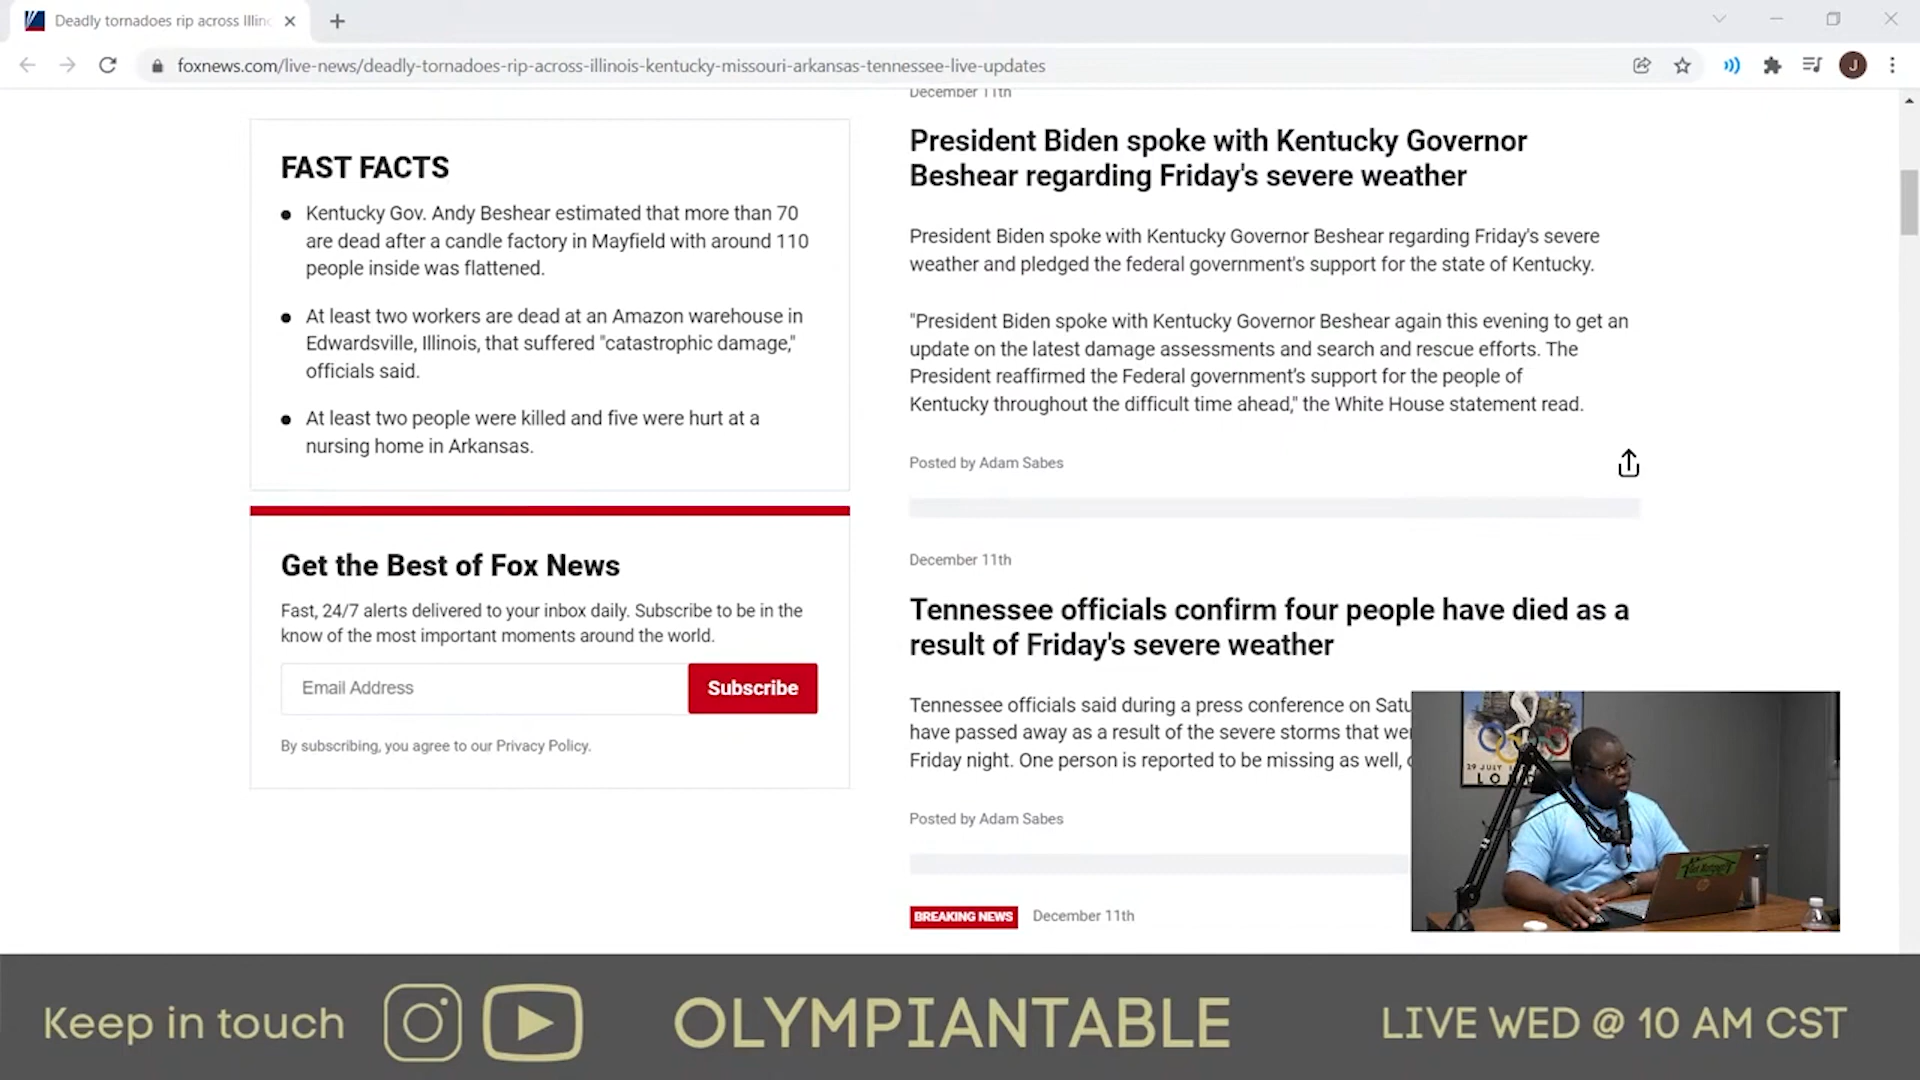 Deadly tornadoes rip across Illin
foxnews.com/live-news/deadly-tornadoes-rip-across-illinois-kentucky-missouri-arkansas-tennessee-live-updates
J
FAST FACTS
Kentucky Gov. Andy Beshear estimated that more than 70
are dead after a candle factory in Mayfield with around 110
people inside was flattened.
At least two workers are dead at an Amazon warehouse in
Edwardsville, Illinois, that suffered "catastrophic damage,"
officials said.
At least two people were killed and five were hurt at a
nursing home in Arkansas.
Get the Best of Fox News
Fast, 24/7 alerts delivered to your inbox daily. Subscribe to be in the
know of the most important moments around the world.
Email Address
Subscribe
By subscribing, you agree to our Privacy Policy.
December 11th
President Biden spoke with Kentucky Governor
Beshear regarding Friday's severe weather
President Biden spoke with Kentucky Governor Beshear regarding Friday's severe
weather and pledged the federal government's support for the state of Kentucky.
"President Biden spoke with Kentucky Governor Beshear again this evening to get an
update on the latest damage assessments and search and rescue efforts. The
President reaffirmed the Federal government's support for the people of
Kentucky throughout the difficult time ahead," the White House statement read.
Posted by Adam Sabes
December 11th
Tennessee officials confirm four people have died as a
result of Friday's severe weather
Tennessee officials said during a press conference on Satu
have passed away as a result of the severe storms that wer
Friday night. One person is reported to be missing as well,
Posted by Adam Sabes
BREAKING NEWS December 11th
29 JULY
Keep in touch
OLYMPIANTABLE
LIVE WED @ 10 AM CST